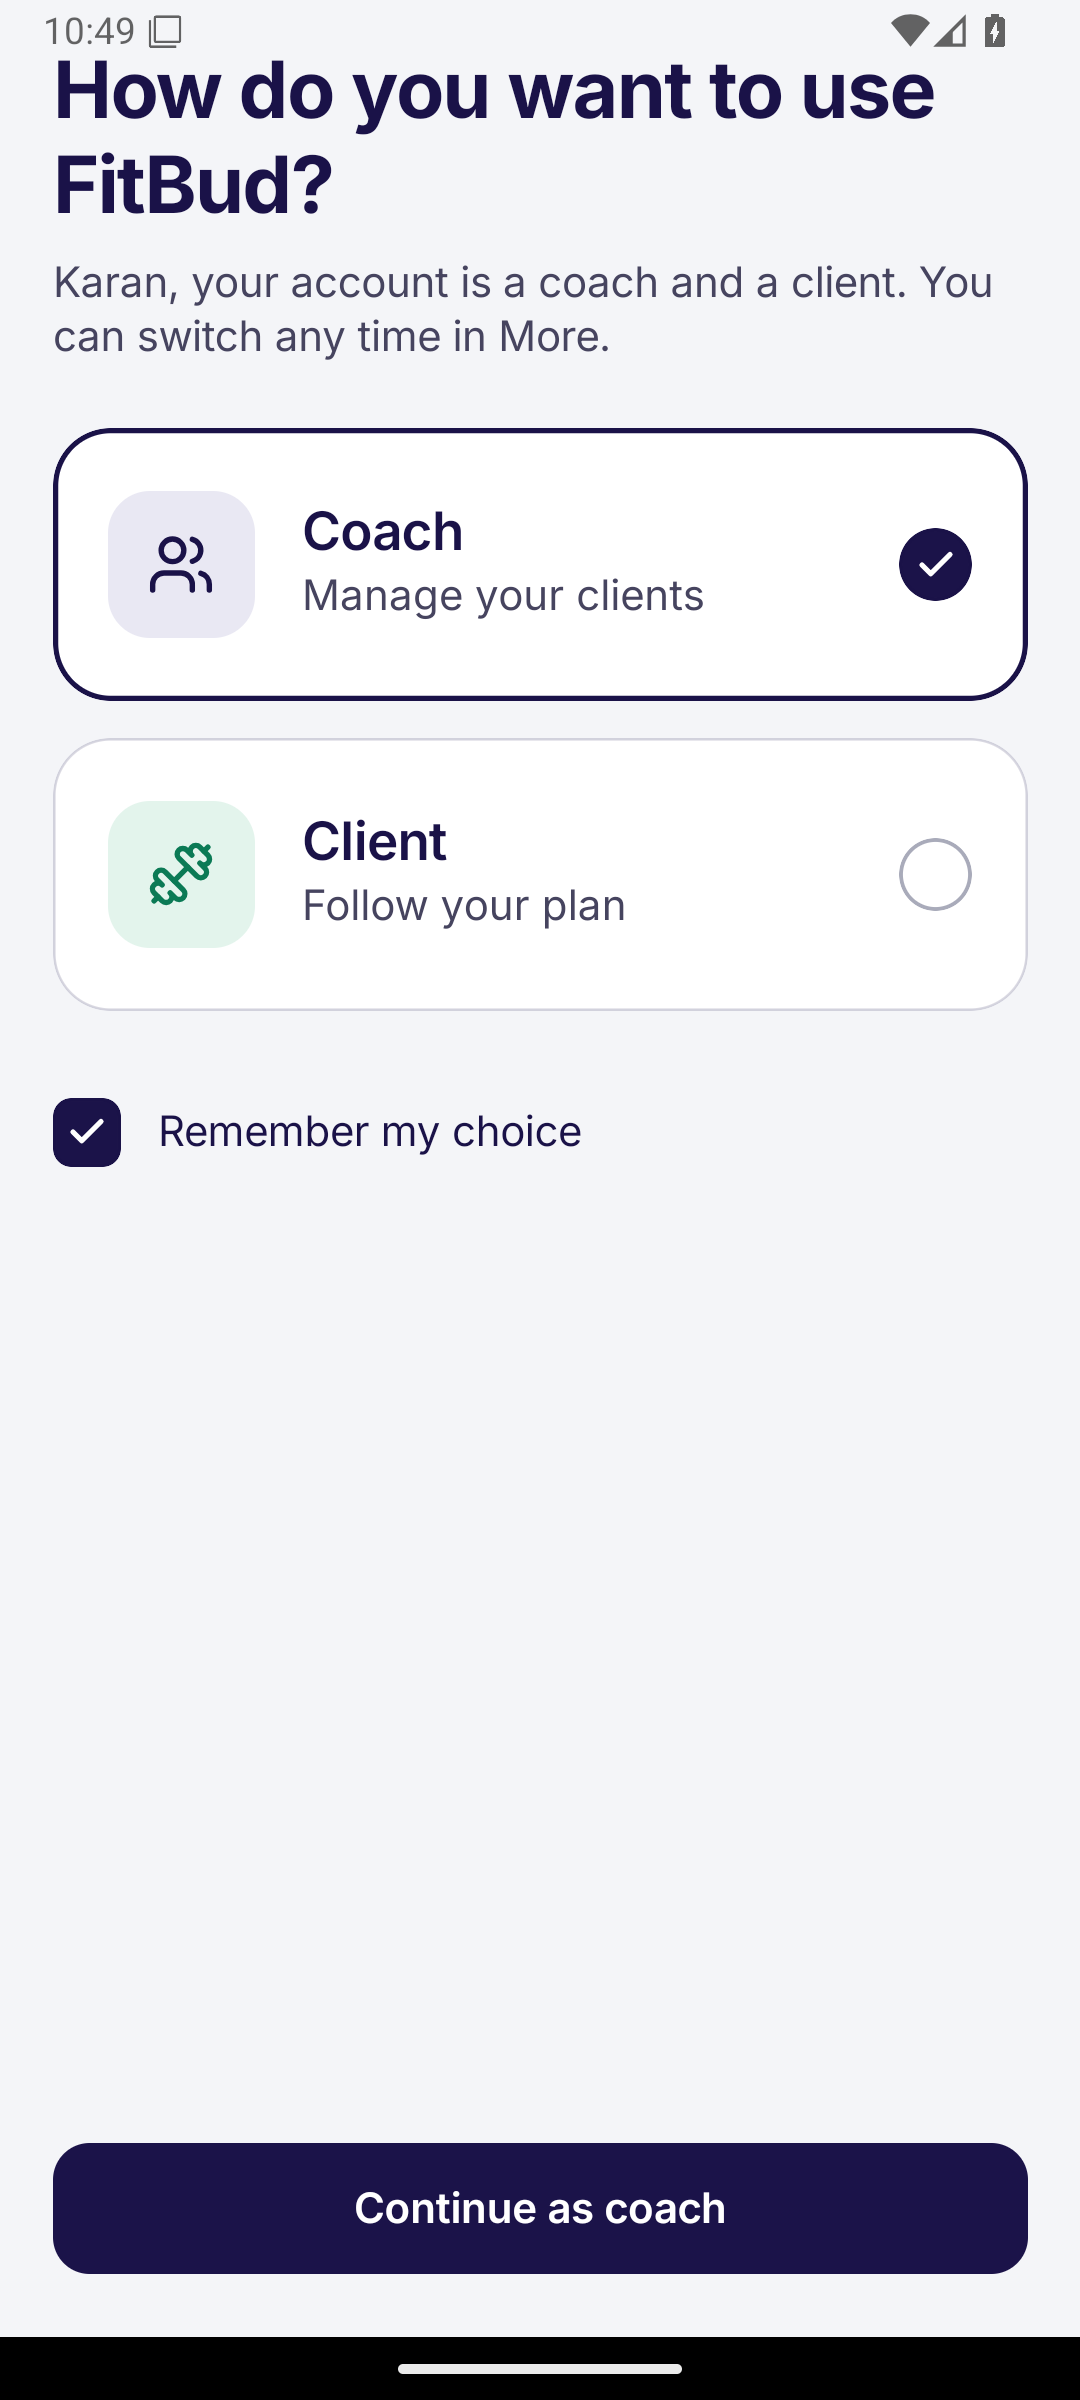 10:49
How do you want to use
FitBud?
Karan, your account is a coach and a client. You
can switch any time in More.
Coach
Manage your clients
Client
Follow your plan
Remember my choice
Continue as coach